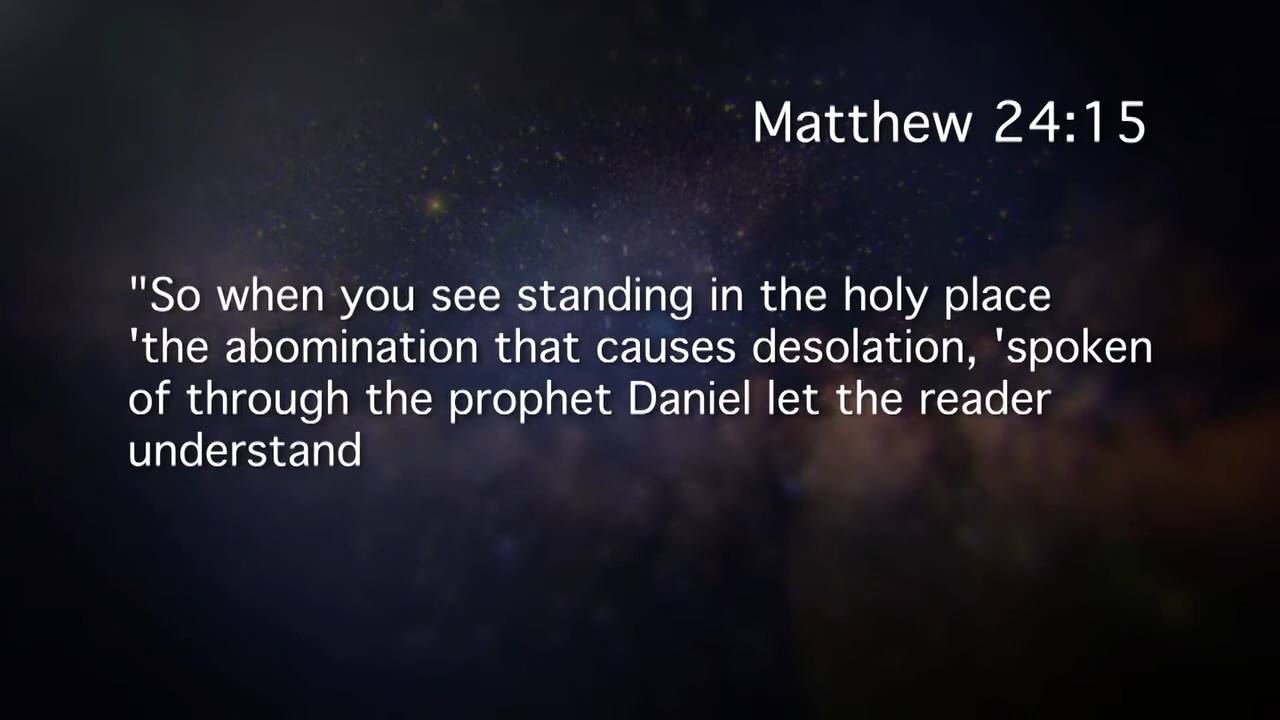 Matthew 24:15
"So when you see standing in the holy place
'the abomination that causes desolation, 'spoken
of through the prophet Daniel let the reader
understand